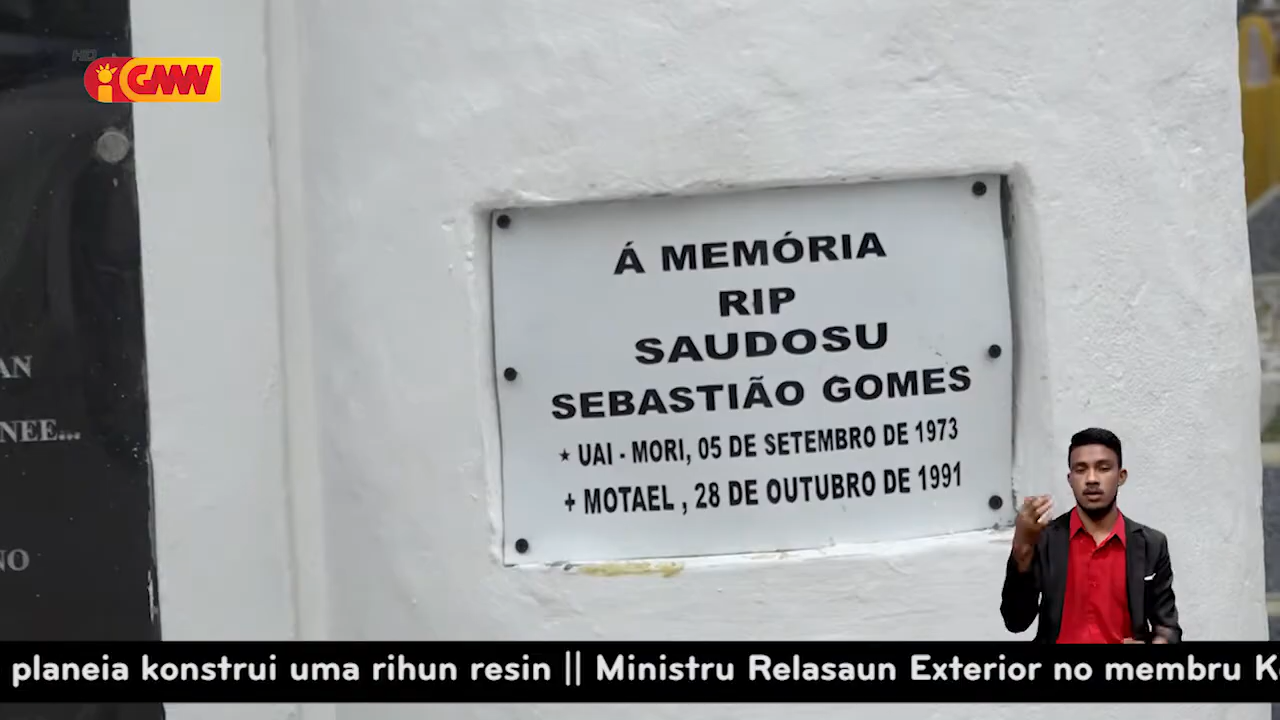 HD
GMN
Á MEMÓRIA
RIP
SAUDOSU
SEBASTIÃO GOMES
★ UAI - MORI, 05 DE SETEMBRO DE 1973
✝ MOTAEL , 28 DE OUTUBRO DE 1991
AN
NEE...
NO
planeia konstrui uma rihun resin || Ministru Relasaun Exterior no membru K